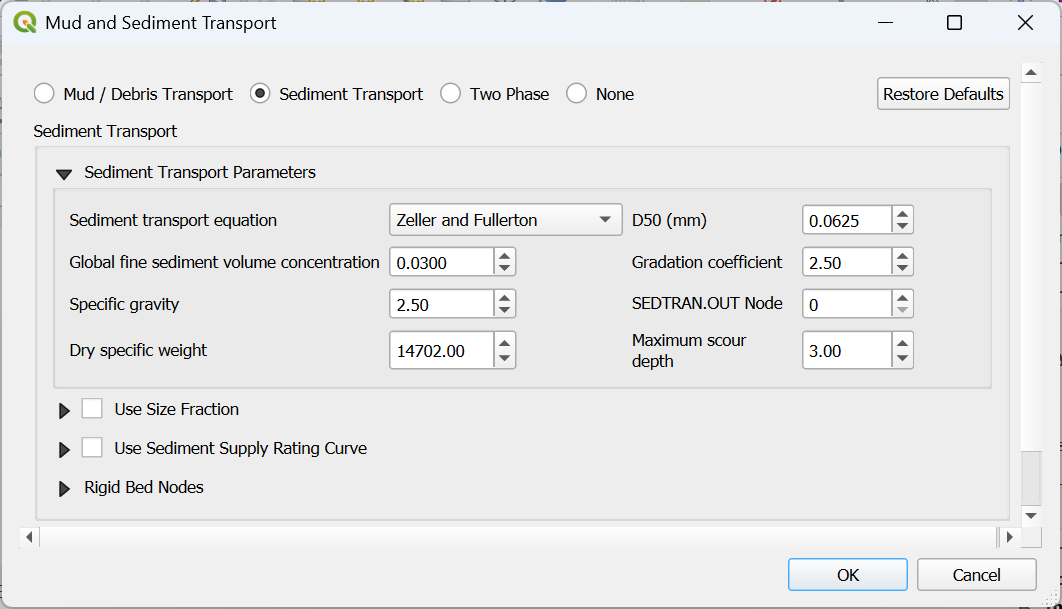 Mud and Sediment Transport
Mud / Debris Transport Sediment Transport Two Phase None Restore Defaults
Sediment Transport
Sediment Transport Parameters
Sediment transport equation Zeller and Fullerton D50 (mm) 0.0625
Global fine sediment volume concentration 0.0300 Gradation coefficient 2.50
Specific gravity 2.50 SEDTRAN.OUT Node 0
Dry specific weight 14702.00 Maximum scour depth 3.00
Use Size Fraction
Use Sediment Supply Rating Curve
Rigid Bed Nodes
OK Cancel